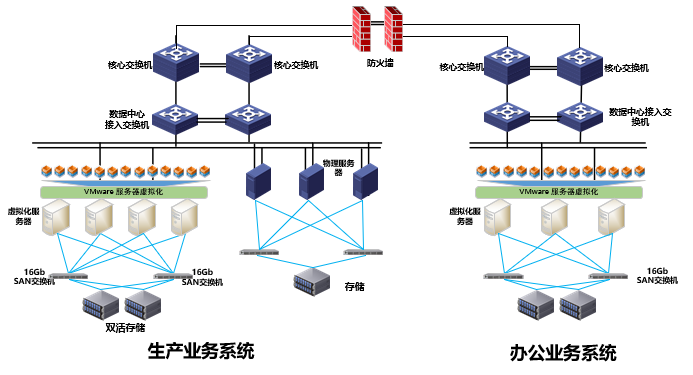 核心交换机
核心交换机
防火墙
核心交换机
核心交换机
数据中心
接入交换机
数据中心接入交
换机
物理服务
器
VMware 服务器虚拟化
VMware 服务器虚拟化
虚拟化服
务器
虚拟化服
务器
16Gb
SAN交换机
16Gb
SAN交换机
存储
16Gb
SAN交换机
双活存储
生产业务系统
办公业务系统